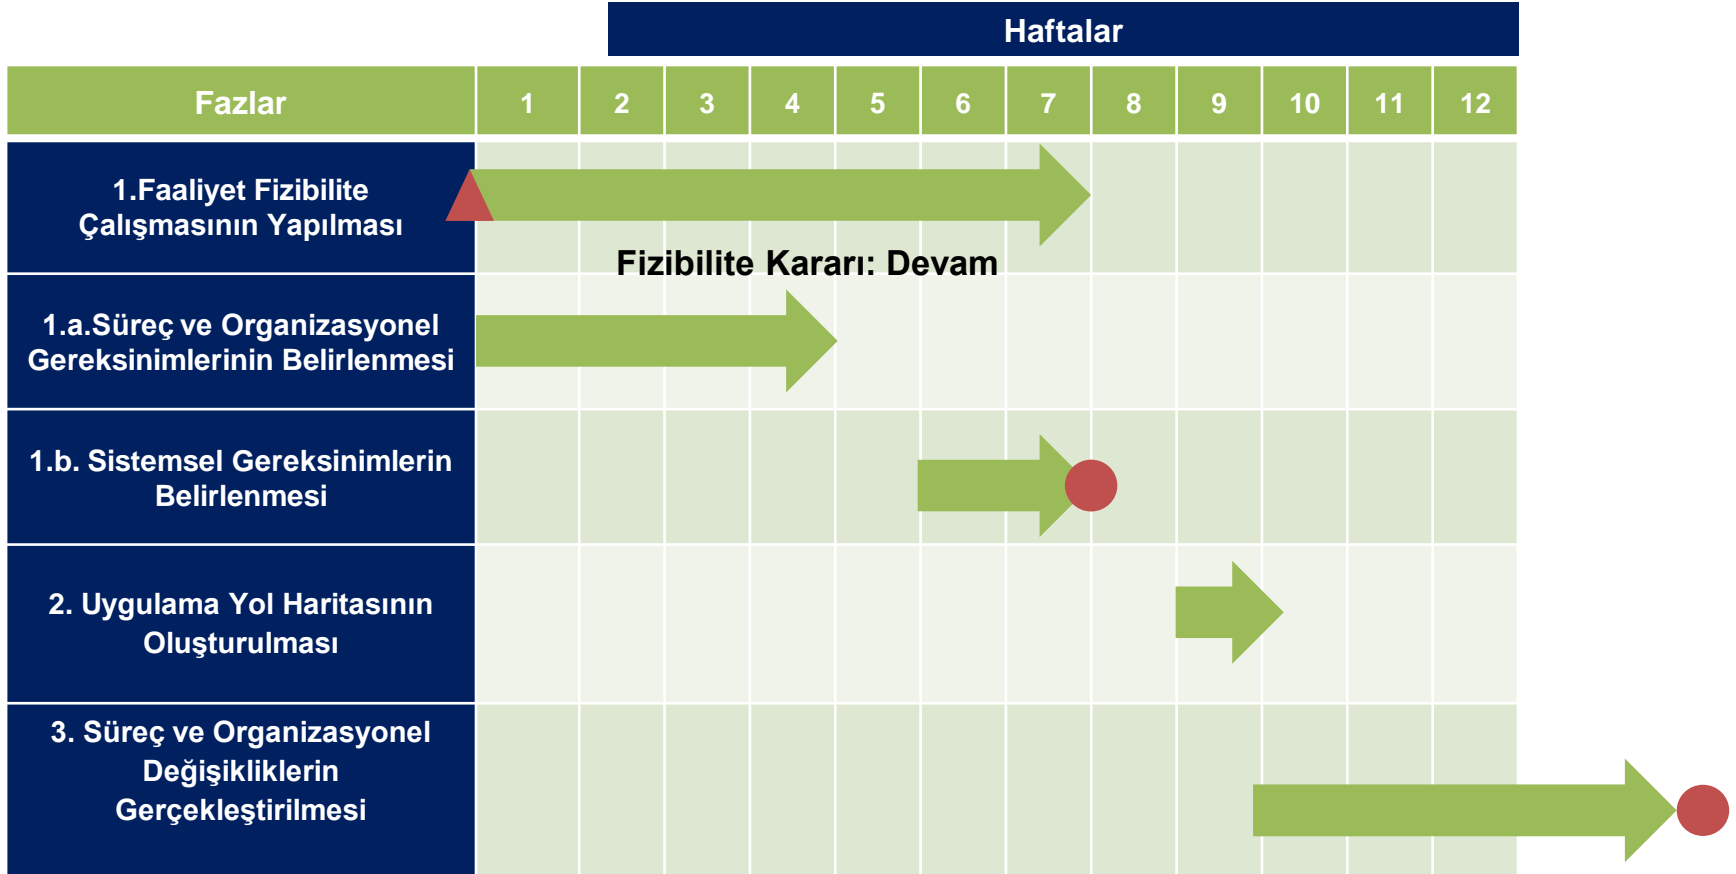 Haftalar
Fazlar 1 2 3 4 5 6 7 8 9 10 11 12
1.Faaliyet Fizibilite
Çalışmasının Yapılması
Fizibilite Kararı: Devam
1.a.Süreç ve Organizasyonel
Gereksinimlerinin Belirlenmesi
1.b. Sistemsel Gereksinimlerin
Belirlenmesi
2. Uygulama Yol Haritasının
Oluşturulması
3. Süreç ve Organizasyonel
Değişikliklerin
Gerçekleştirilmesi